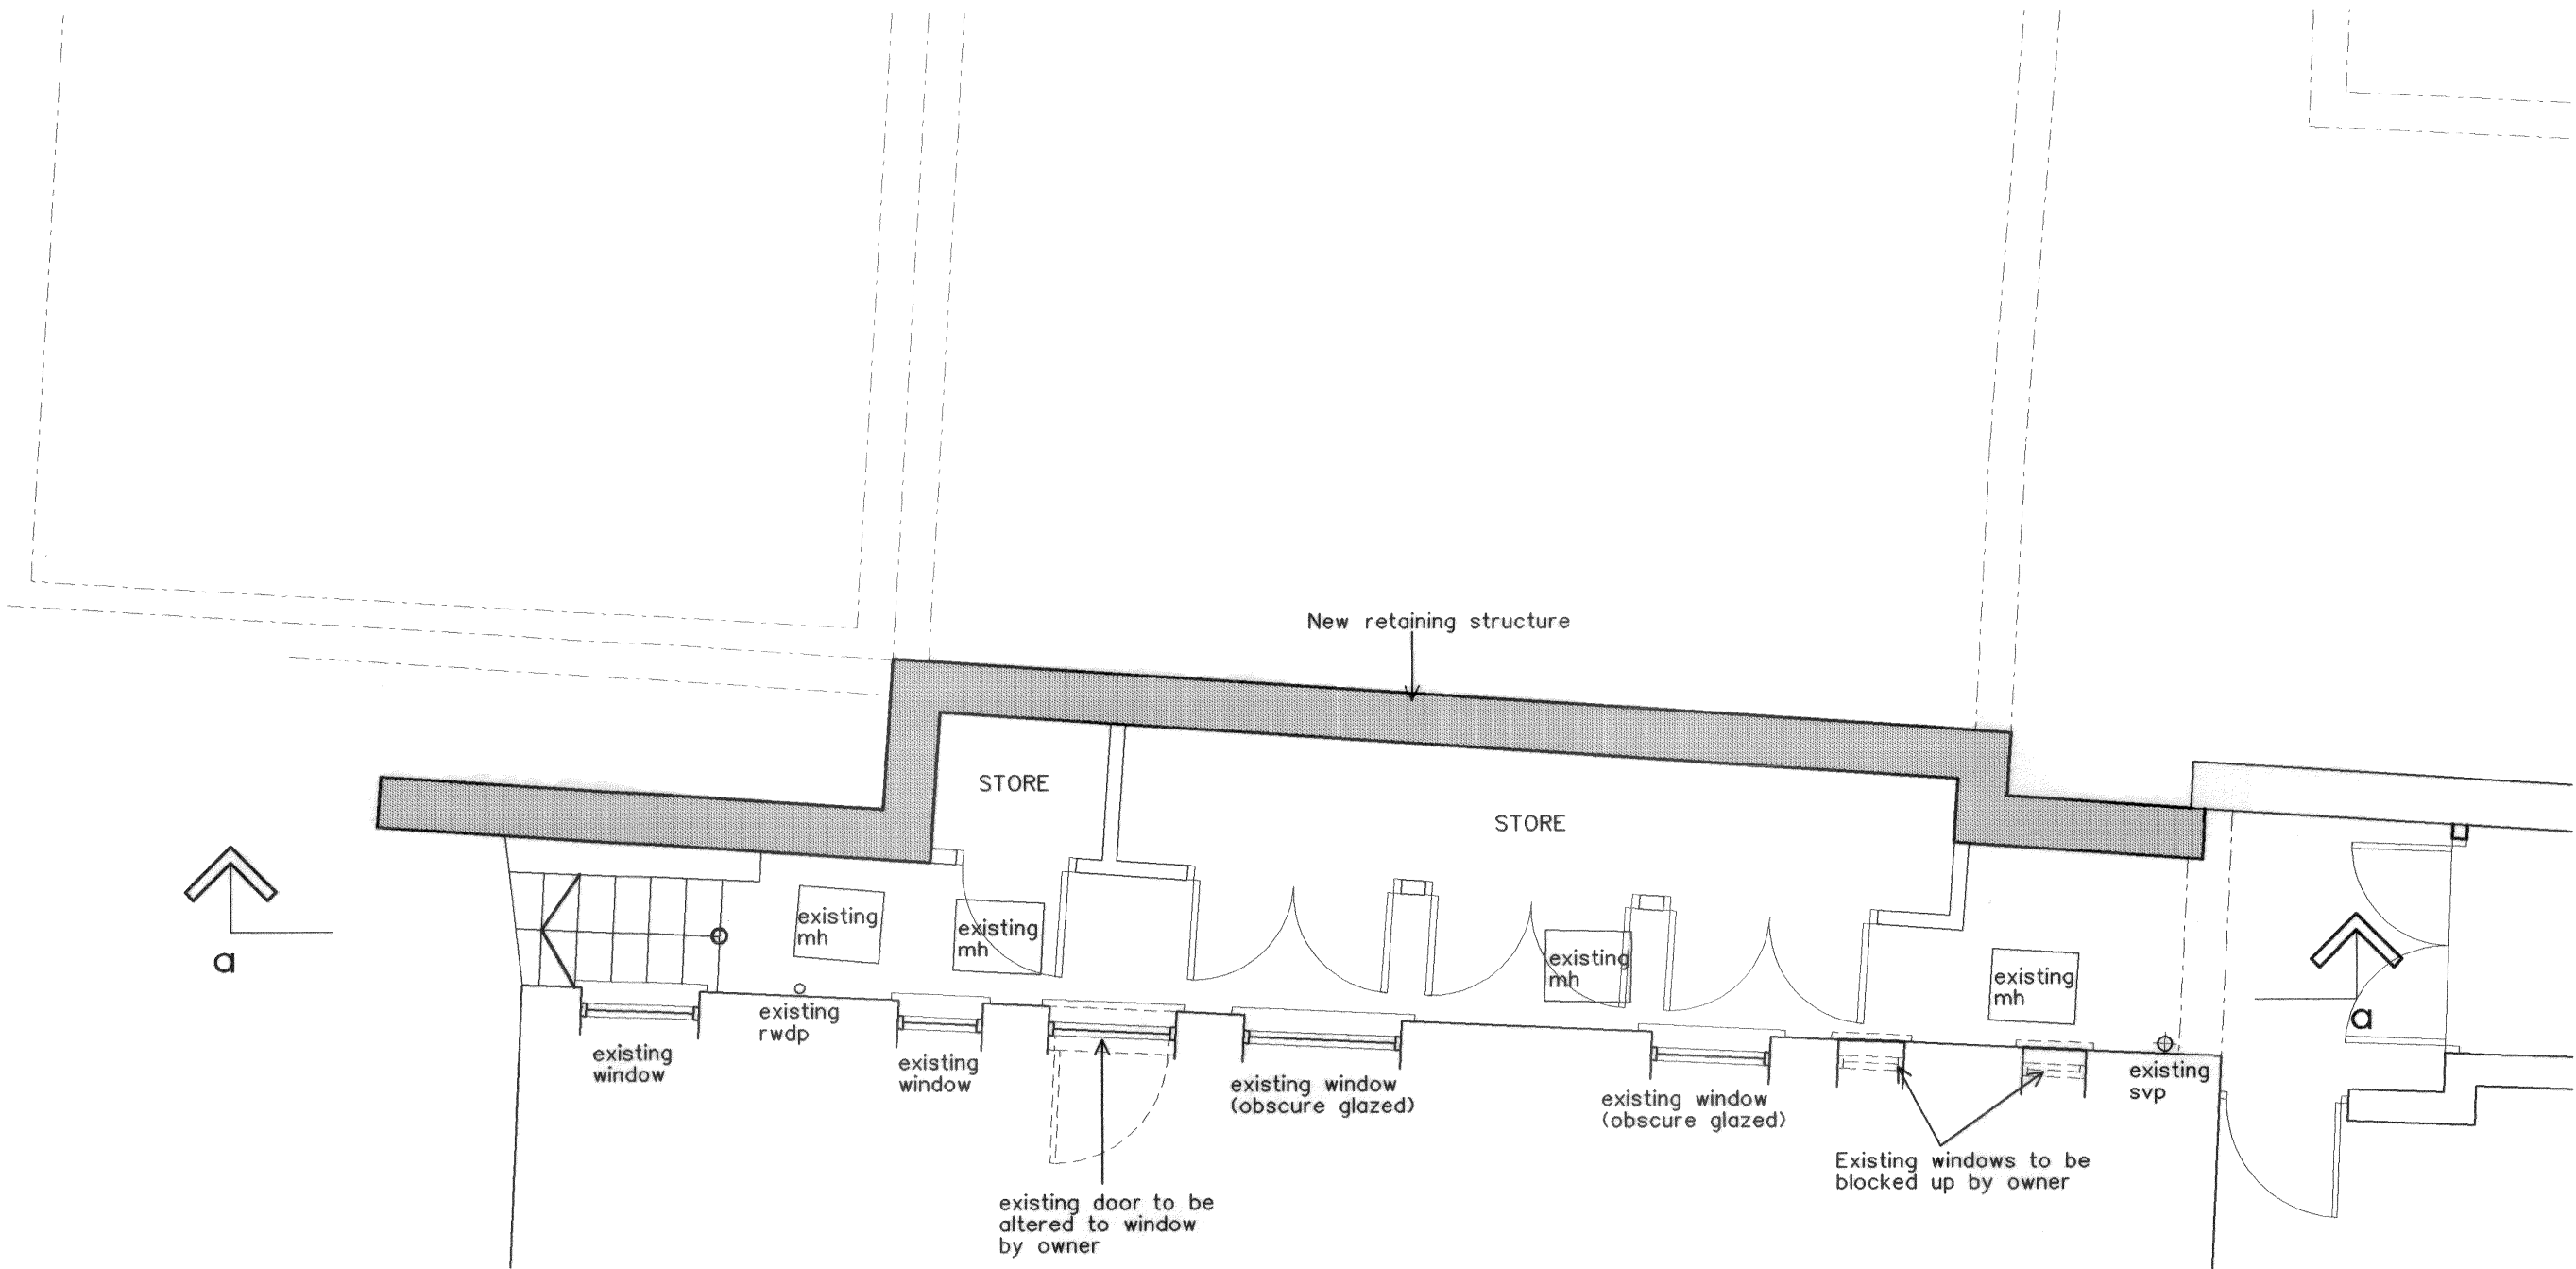 New retaining structure
STORE
STORE
existing
mh
existing
mh
existing
mh
existing
mh
a
a
existing
rwdp
existing
window
existing
window
existing window
(obscure glazed)
existing window
(obscure glazed)
existing
svp
Existing windows to be
blocked up by owner
existing door to be
altered to window
by owner